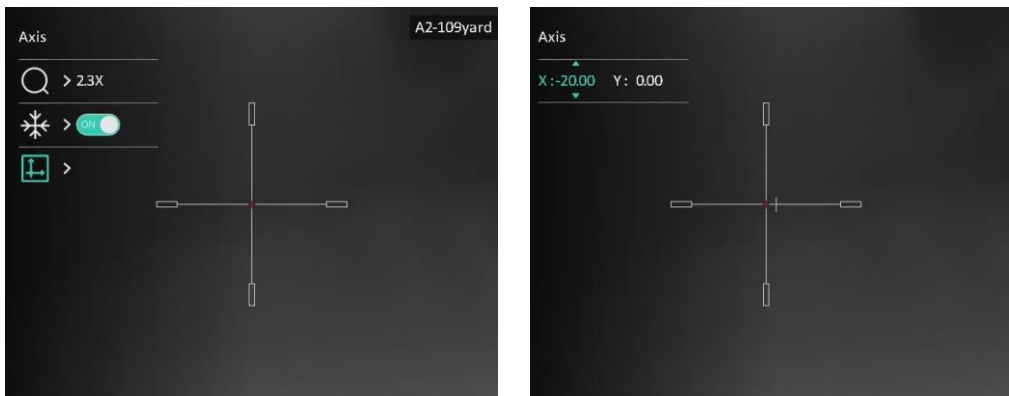 A2-109yard
Axis
> 2.3X
> ON
>
Axis
X :-20.00 Y : 0.00